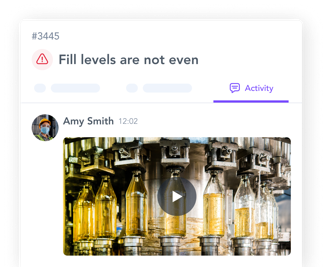 #3445
Fill levels are not even
Activity
Amy Smith 12:02